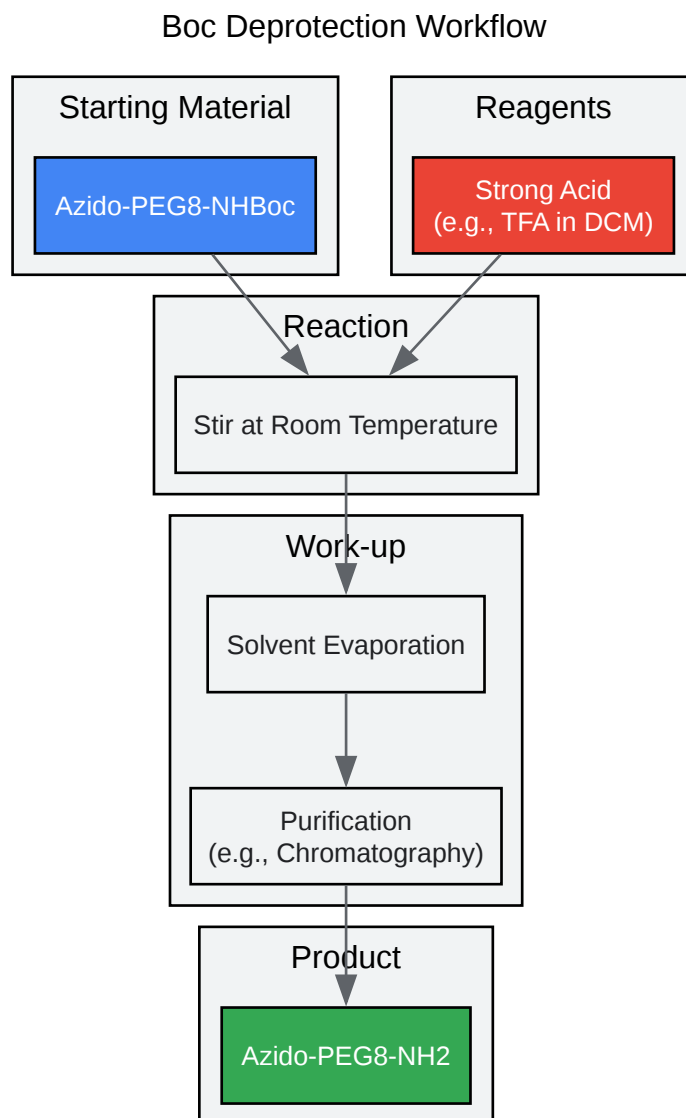 Boc Deprotection Workflow
Starting Material
Reagents
Azido-PEG8-NHBoc
Strong Acid
(e.g., TFA in DCM)
Reaction
Stir at Room Temperature
Work-up
Solvent Evaporation
Purification
(e.g., Chromatography)
Product
Azido-PEG8-NH2